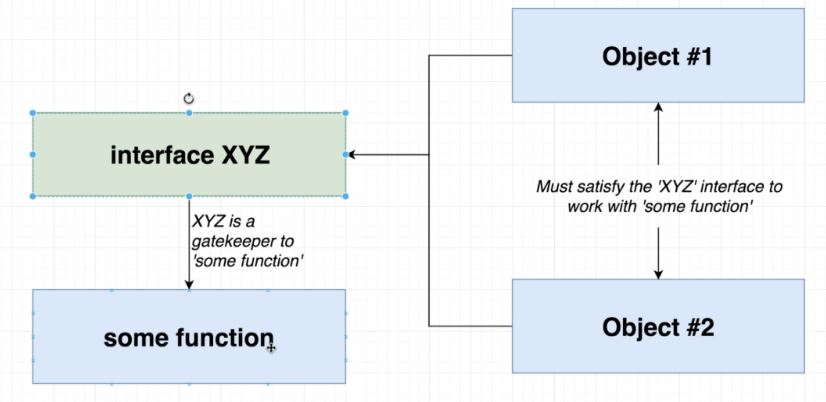 Object #1
interface XYZ
Must satisfy the 'XYZ' interface to
work with 'some function'
XYZ is a
gatekeeper to
'some function'
some function
Object #2